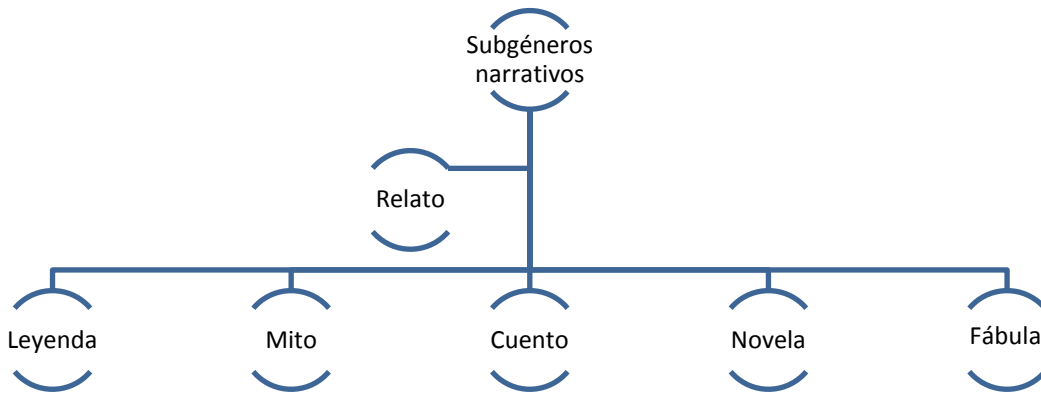 Subgéneros
narrativos
Relato
Leyenda
Mito
Cuento
Novela
Fábula